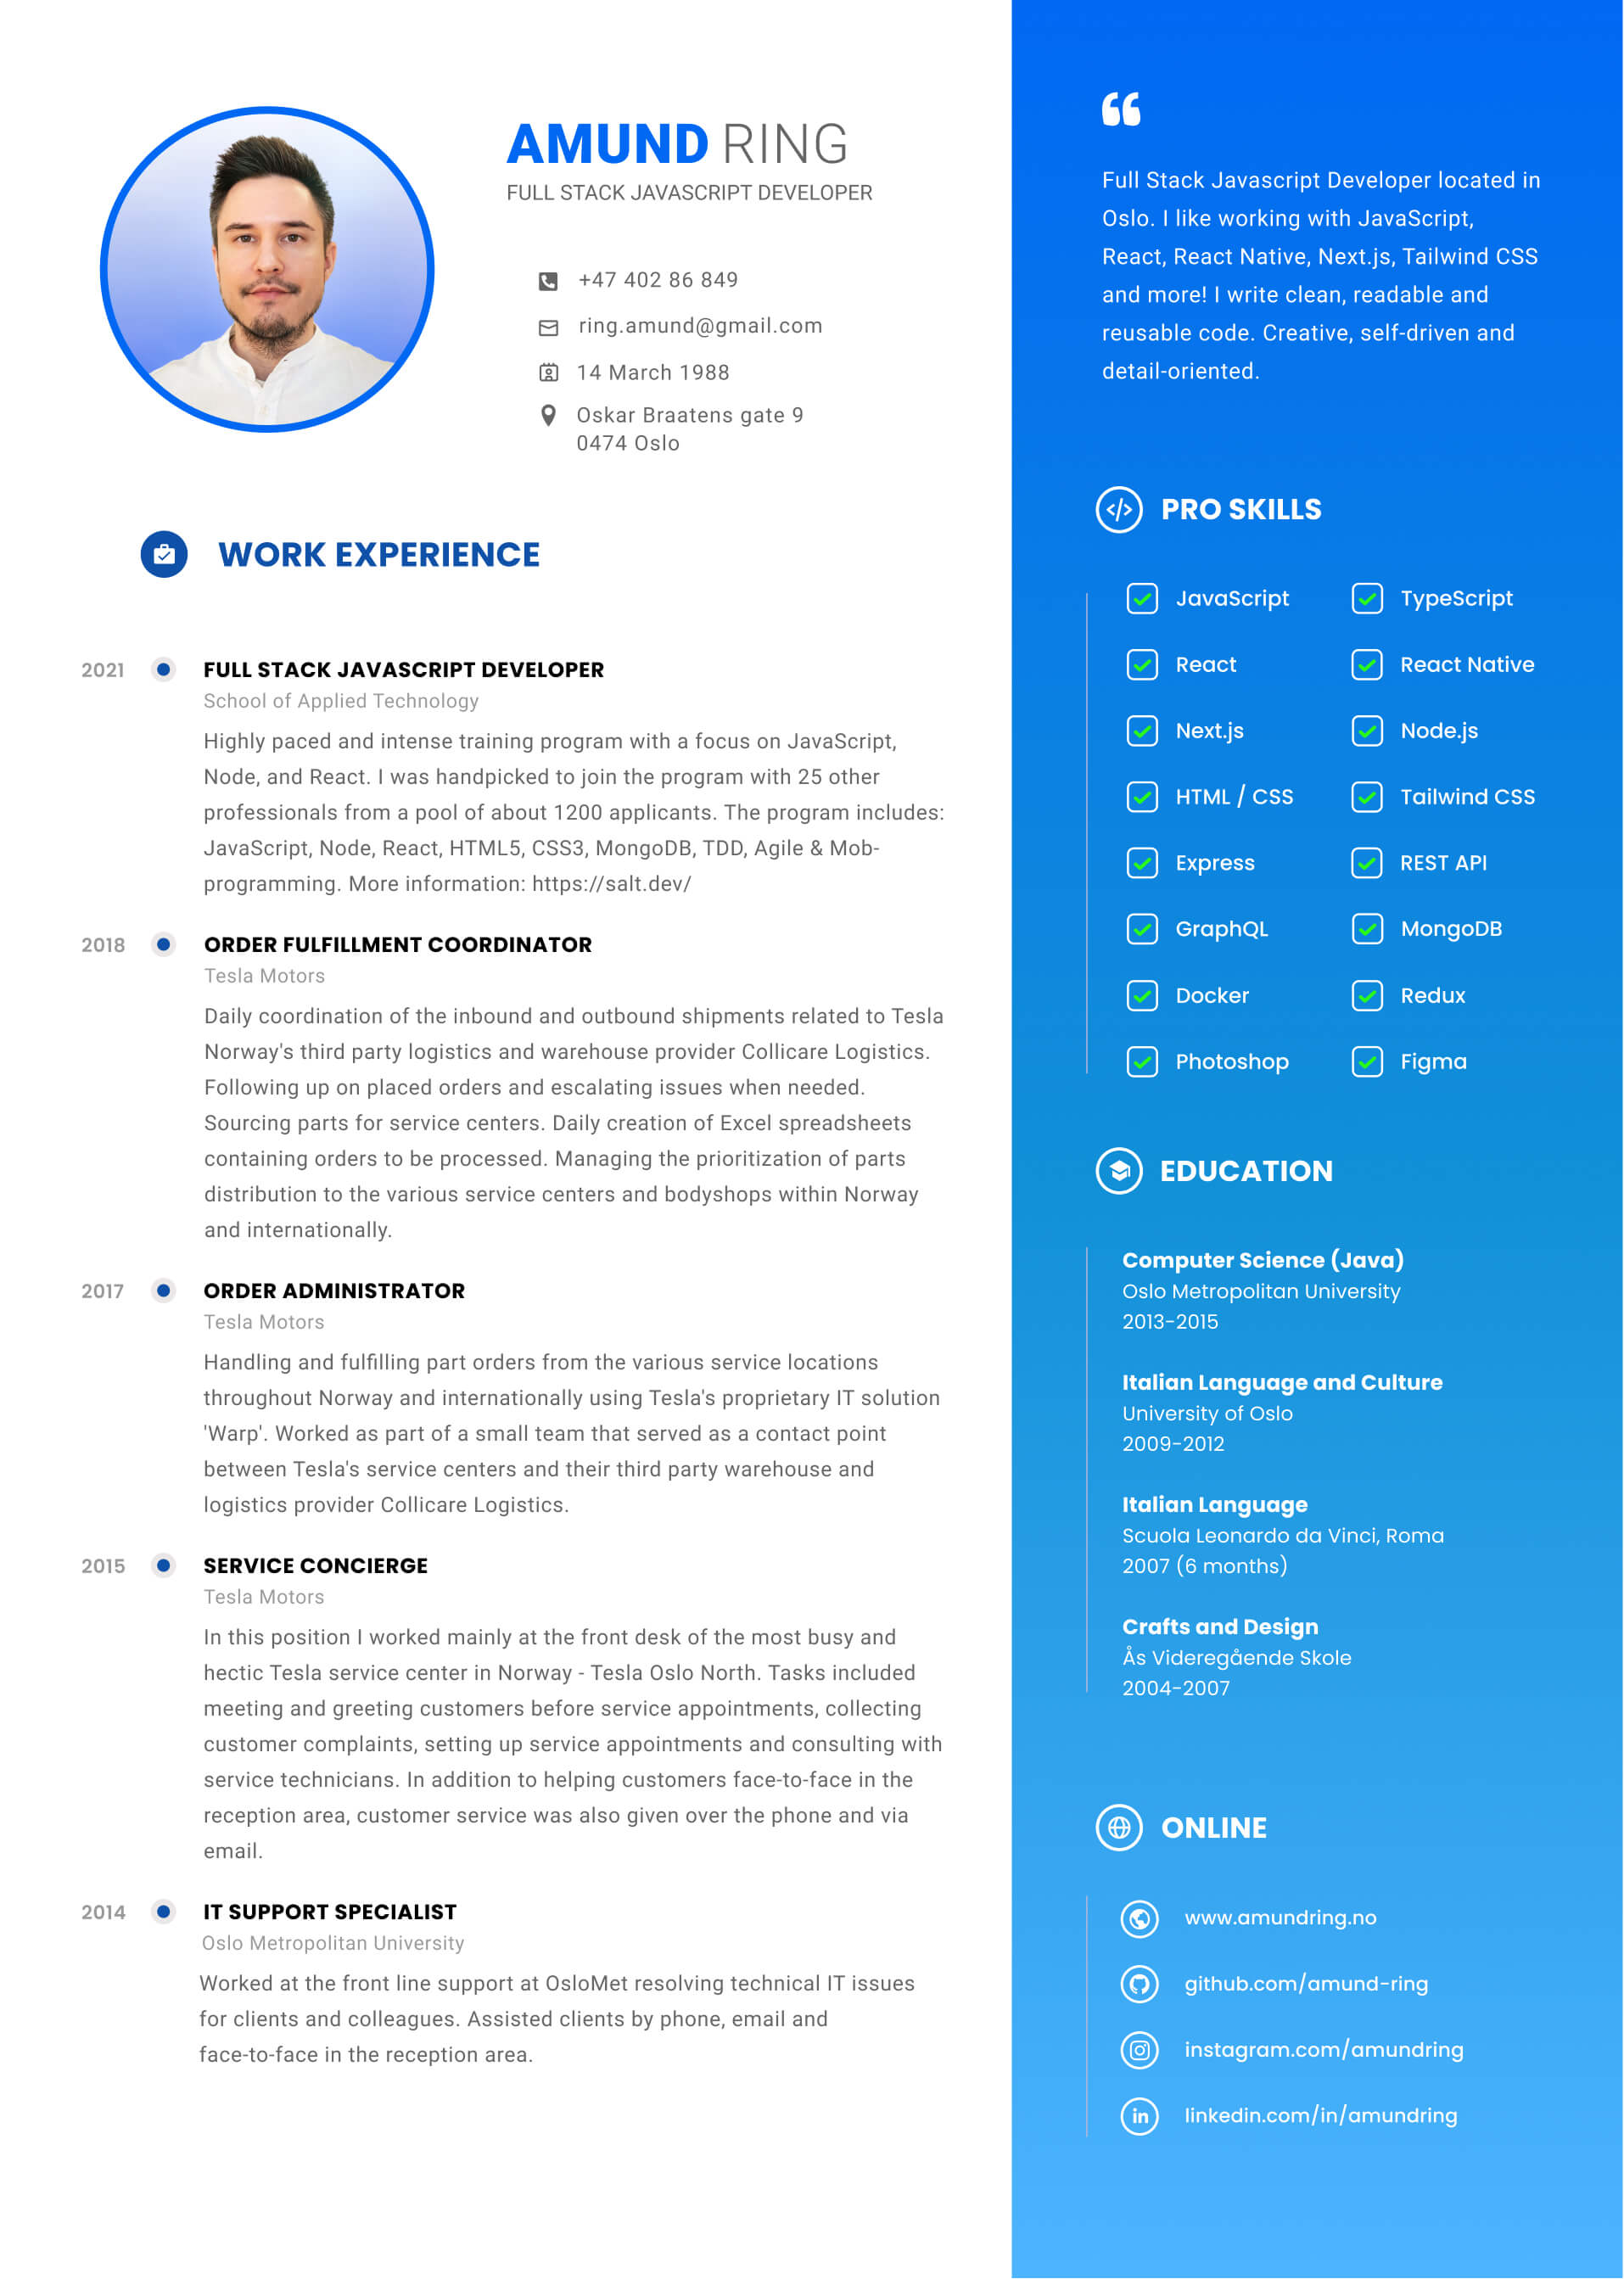 AMUND RING
FULL STACK JAVASCRIPT DEVELOPER
+47 402 86 849
ring.amund@gmail.com
14 March 1988
Oskar Braatens gate 9
0474 Oslo
WORK EXPERIENCE
2021
FULL STACK JAVASCRIPT DEVELOPER
School of Applied Technology
Highly paced and intense training program with a focus on JavaScript,
Node, and React. I was handpicked to join the program with 25 other
professionals from a pool of about 1200 applicants. The program includes:
JavaScript, Node, React, HTML5, CSS3, MongoDB, TDD, Agile & Mob-
programming. More information: https://salt.dev/
2018
ORDER FULFILLMENT COORDINATOR
Tesla Motors
Daily coordination of the inbound and outbound shipments related to Tesla
Norway's third party logistics and warehouse provider Collicare Logistics.
Following up on placed orders and escalating issues when needed.
Sourcing parts for service centers. Daily creation of Excel spreadsheets
containing orders to be processed. Managing the prioritization of parts
distribution to the various service centers and bodyshops within Norway
and internationally.
2017
ORDER ADMINISTRATOR
Tesla Motors
Handling and fulfilling part orders from the various service locations
throughout Norway and internationally using Tesla's proprietary IT solution
'Warp'. Worked as part of a small team that served as a contact point
between Tesla's service centers and their third party warehouse and
logistics provider Collicare Logistics.
2015
SERVICE CONCIERGE
Tesla Motors
In this position I worked mainly at the front desk of the most busy and
hectic Tesla service center in Norway - Tesla Oslo North. Tasks included
meeting and greeting customers before service appointments, collecting
customer complaints, setting up service appointments and consulting with
service technicians. In addition to helping customers face-to-face in the
reception area, customer service was also given over the phone and via
email.
2014
IT SUPPORT SPECIALIST
Oslo Metropolitan University
Worked at the front line support at OsloMet resolving technical IT issues
for clients and colleagues. Assisted clients by phone, email and
face-to-face in the reception area.
“
Full Stack Javascript Developer located in
Oslo. I like working with JavaScript,
React, React Native, Next.js, Tailwind CSS
and more! I write clean, readable and
reusable code. Creative, self-driven and
detail-oriented.
PRO SKILLS
JavaScript
TypeScript
React
React Native
Next.js
Node.js
HTML / CSS
Tailwind CSS
Express
REST API
GraphQL
MongoDB
Docker
Redux
Photoshop
Figma
EDUCATION
Computer Science (Java)
Oslo Metropolitan University
2013-2015
Italian Language and Culture
University of Oslo
2009-2012
Italian Language
Scuola Leonardo da Vinci, Roma
2007 (6 months)
Crafts and Design
Ås Videregående Skole
2004-2007
ONLINE
www.amundring.no
github.com/amund-ring
instagram.com/amundring
linkedin.com/in/amundring